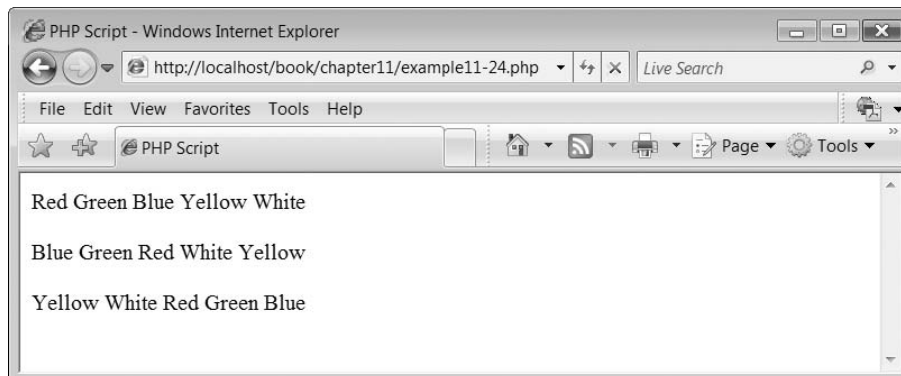 PHP Script - Windows Internet Explorer
http://localhost/book/chapter11/example11-24.php Live Search
File Edit View Favorites Tools Help
PHP Script Page Tools
Red Green Blue Yellow White
Blue Green Red White Yellow
Yellow White Red Green Blue